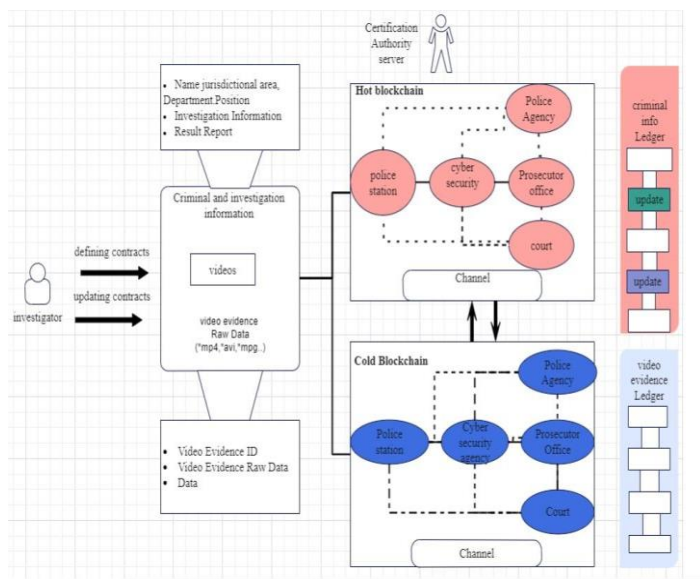 Certification
Authority
server
• Name jurisdictional area,
Department.Position
• Investigation Information
• Result Report
Criminal and investigation
information
videos
video evidence
Raw Data
(*mp4,*avi,*mpg..)
defining contracts
updating contracts
investigator
• Video Evidence ID
• Video Evidence Raw Data
• Data
Hot blockchain
Police
Agency
police
station
cyber
security
Prosecutor
office
court
Channel
Cold Blockchain
Police
Agency
Police
station
Cyber
security
agency
Prosecutor
Office
Court
Channel
criminal
info
Ledger
update
update
video
evidence
Ledger